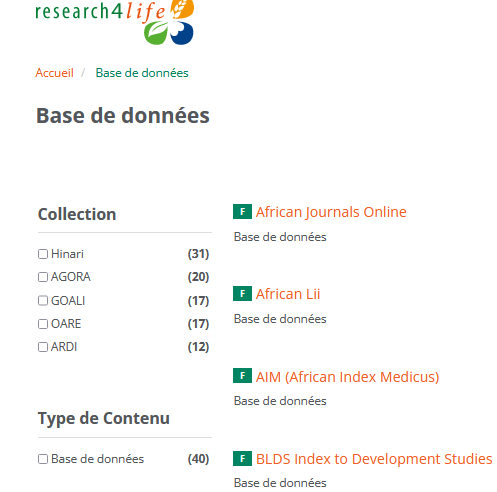 research4life
Accueil / Base de données
Base de données
Collection
Hinari (31)
AGORA (20)
GOALI (17)
OARE (17)
ARDI (12)
Type de Contenu
Base de données (40)
F African Journals Online
Base de données
F African Lii
Base de données
F AIM (African Index Medicus)
Base de données
F BLDS Index to Development Studies
Base de données